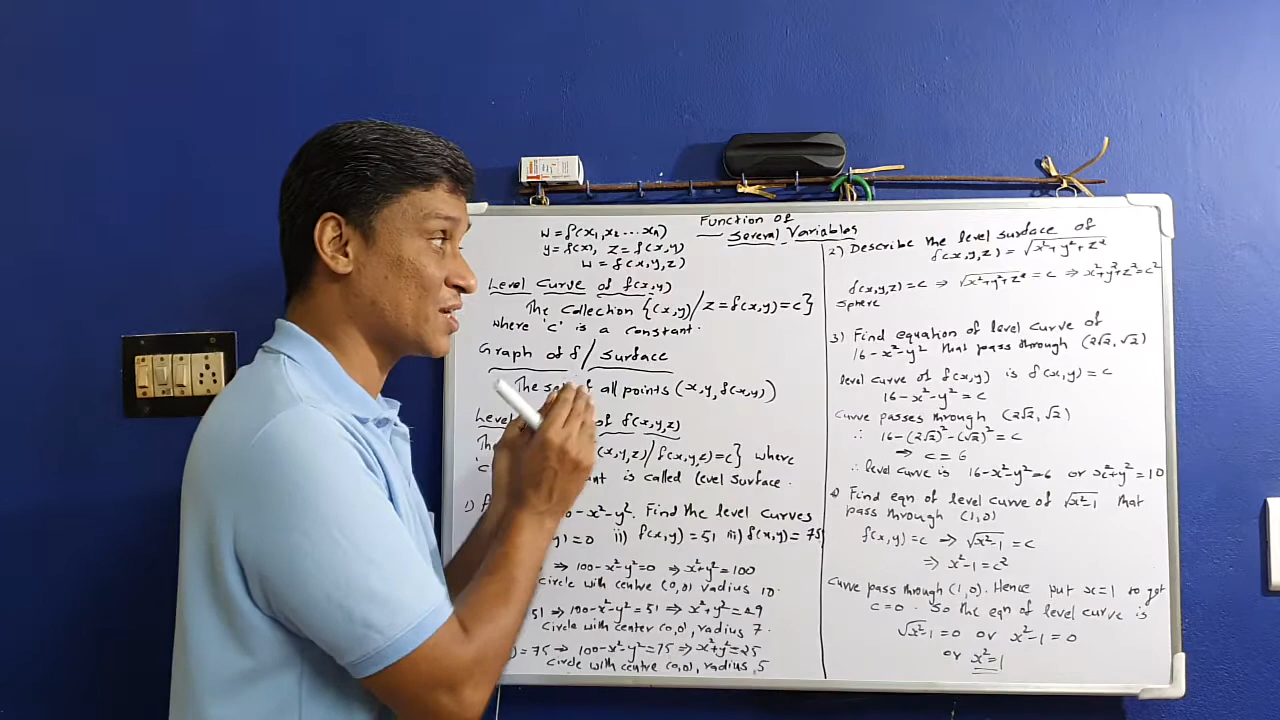 Function of
Several Variables
W = f(x₁, x₂ ... xₙ)
y = f(x), z = f(x,y)
W = f(x,y,z)
Level Curve of f(x,y)
The Collection {(x,y)/z=f(x,y)=c}
where 'c' is a constant.
Graph of f / surface
The set of all points (x,y,f(x,y))
Level of f(x,y,z)
(x,y,z)/f(x,y,z)=c} where
is called level surface.
1)
-x²-y². Find the level curves
=0 ii) f(x,y)=51 iii) f(x,y)=75
⇒ 100-x²-y²=0 ⇒ x²+y²=100
circle with centre (0,0) radius 10.
51 ⇒ 100-x²-y²=51 ⇒ x²+y²=49
Circle with center (0,0), radius 7.
)=75 ⇒ 100-x²-y²=75 ⇒ x²+y²=25
Circle with centre (0,0), radius 5
2) Describe the level surface of
f(x,y,z) = √x²+y²+z²
f(x,y,z)=c ⇒ √x²+y²+z² = c ⇒ x²+y²+z²=c²
sphere
3) Find equation of level curve of
16-x²-y² that pass through (2√2,√2)
level curve of f(x,y) is f(x,y)=c
16-x²-y²=c
Curve passes through (2√2,√2)
∴ 16-(2√2)²-(√2)²=c
⇒ c=6
∴ level curve is 16-x²-y²=6 or x²+y²=10
4) Find eqn of level curve of √x²-1 that
pass through (1,0)
f(x,y)=c ⇒ √x²-1 = c
⇒ x²-1=c²
Curve pass through (1,0). Hence put x=1 to get
c=0. So the eqn of level curve is
√x²-1=0 or x²-1=0
or x²=1